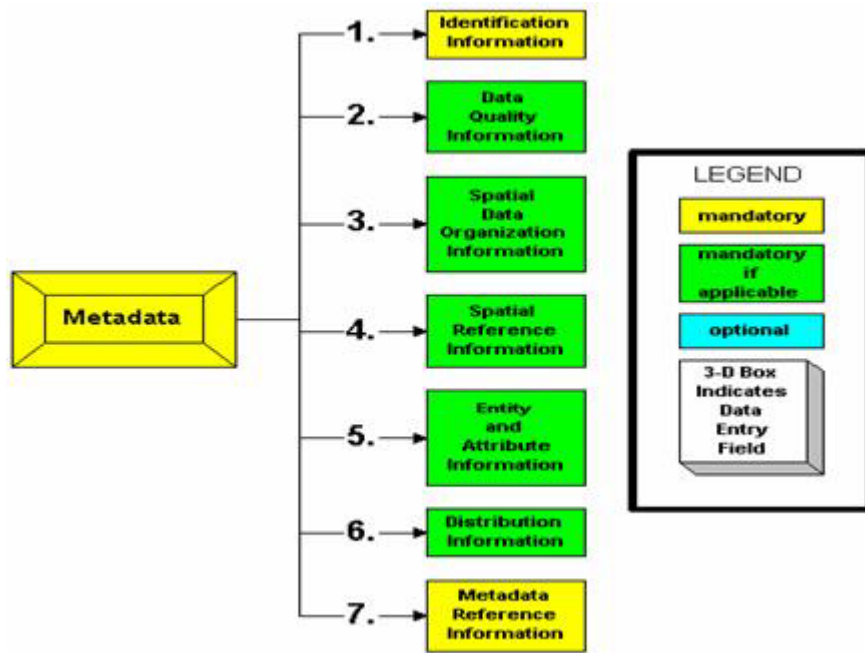 Metadata
1.
Identification
Information
2.
Data
Quality
Information
3.
Spatial
Data
Organization
Information
4.
Spatial
Reference
Information
5.
Entity
and
Attribute
Information
6.
Distribution
Information
7.
Metadata
Reference
Information
LEGEND
mandatory
mandatory
if
applicable
optional
3-D Box
Indicates
Data
Entry
Field